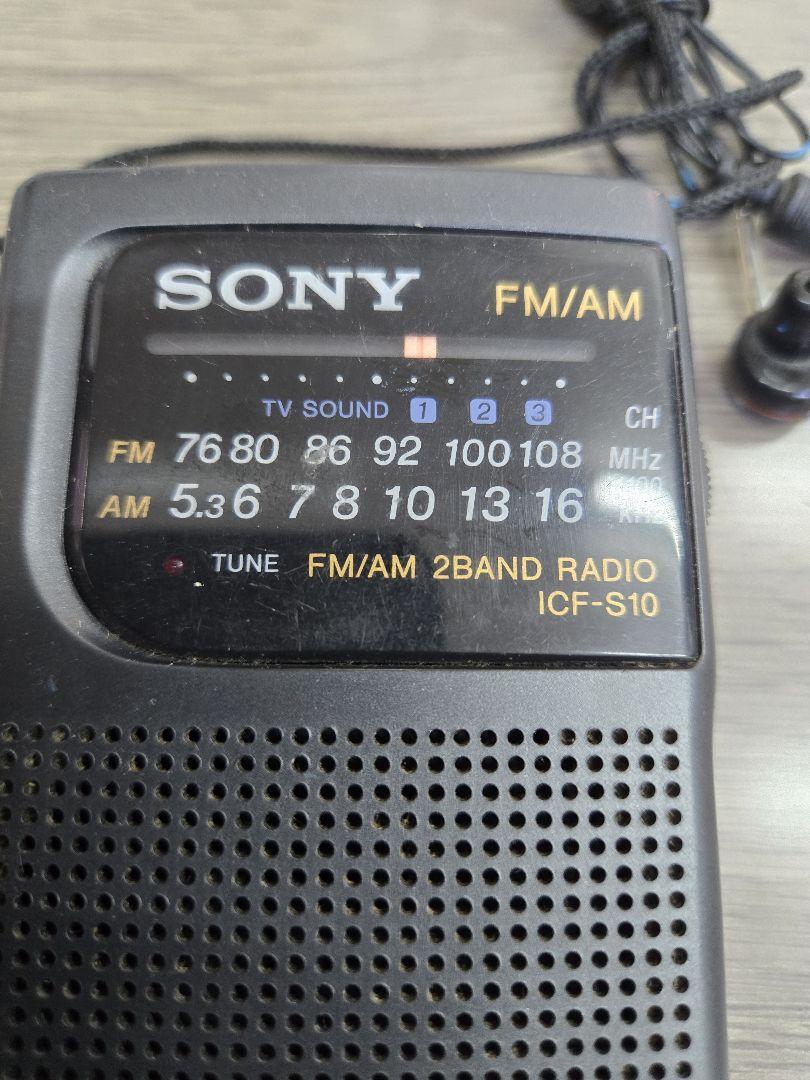 SONY FM/AM
TV SOUND 1 2 3 CH
FM 76 80 86 92 100 108 MHz
AM 5.3 6 7 8 10 13 16
TUNE FM/AM 2BAND RADIO
ICF-S10